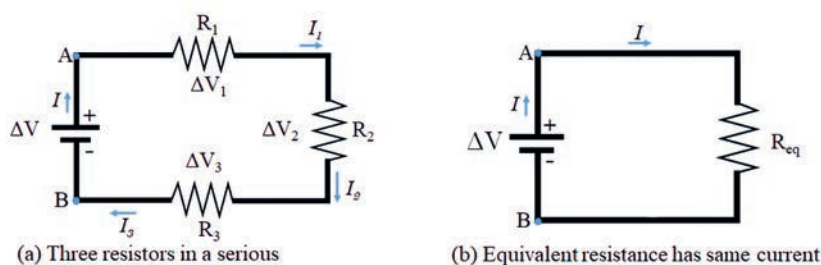 R₁
I₁
A
ΔV₁
I
ΔV
+
-
ΔV₂
R₂
ΔV₃
I₂
B
I₃
R₃
(a) Three resistors in a serious
I
A
I
ΔV
+
-
R_eq
B
(b) Equivalent resistance has same current